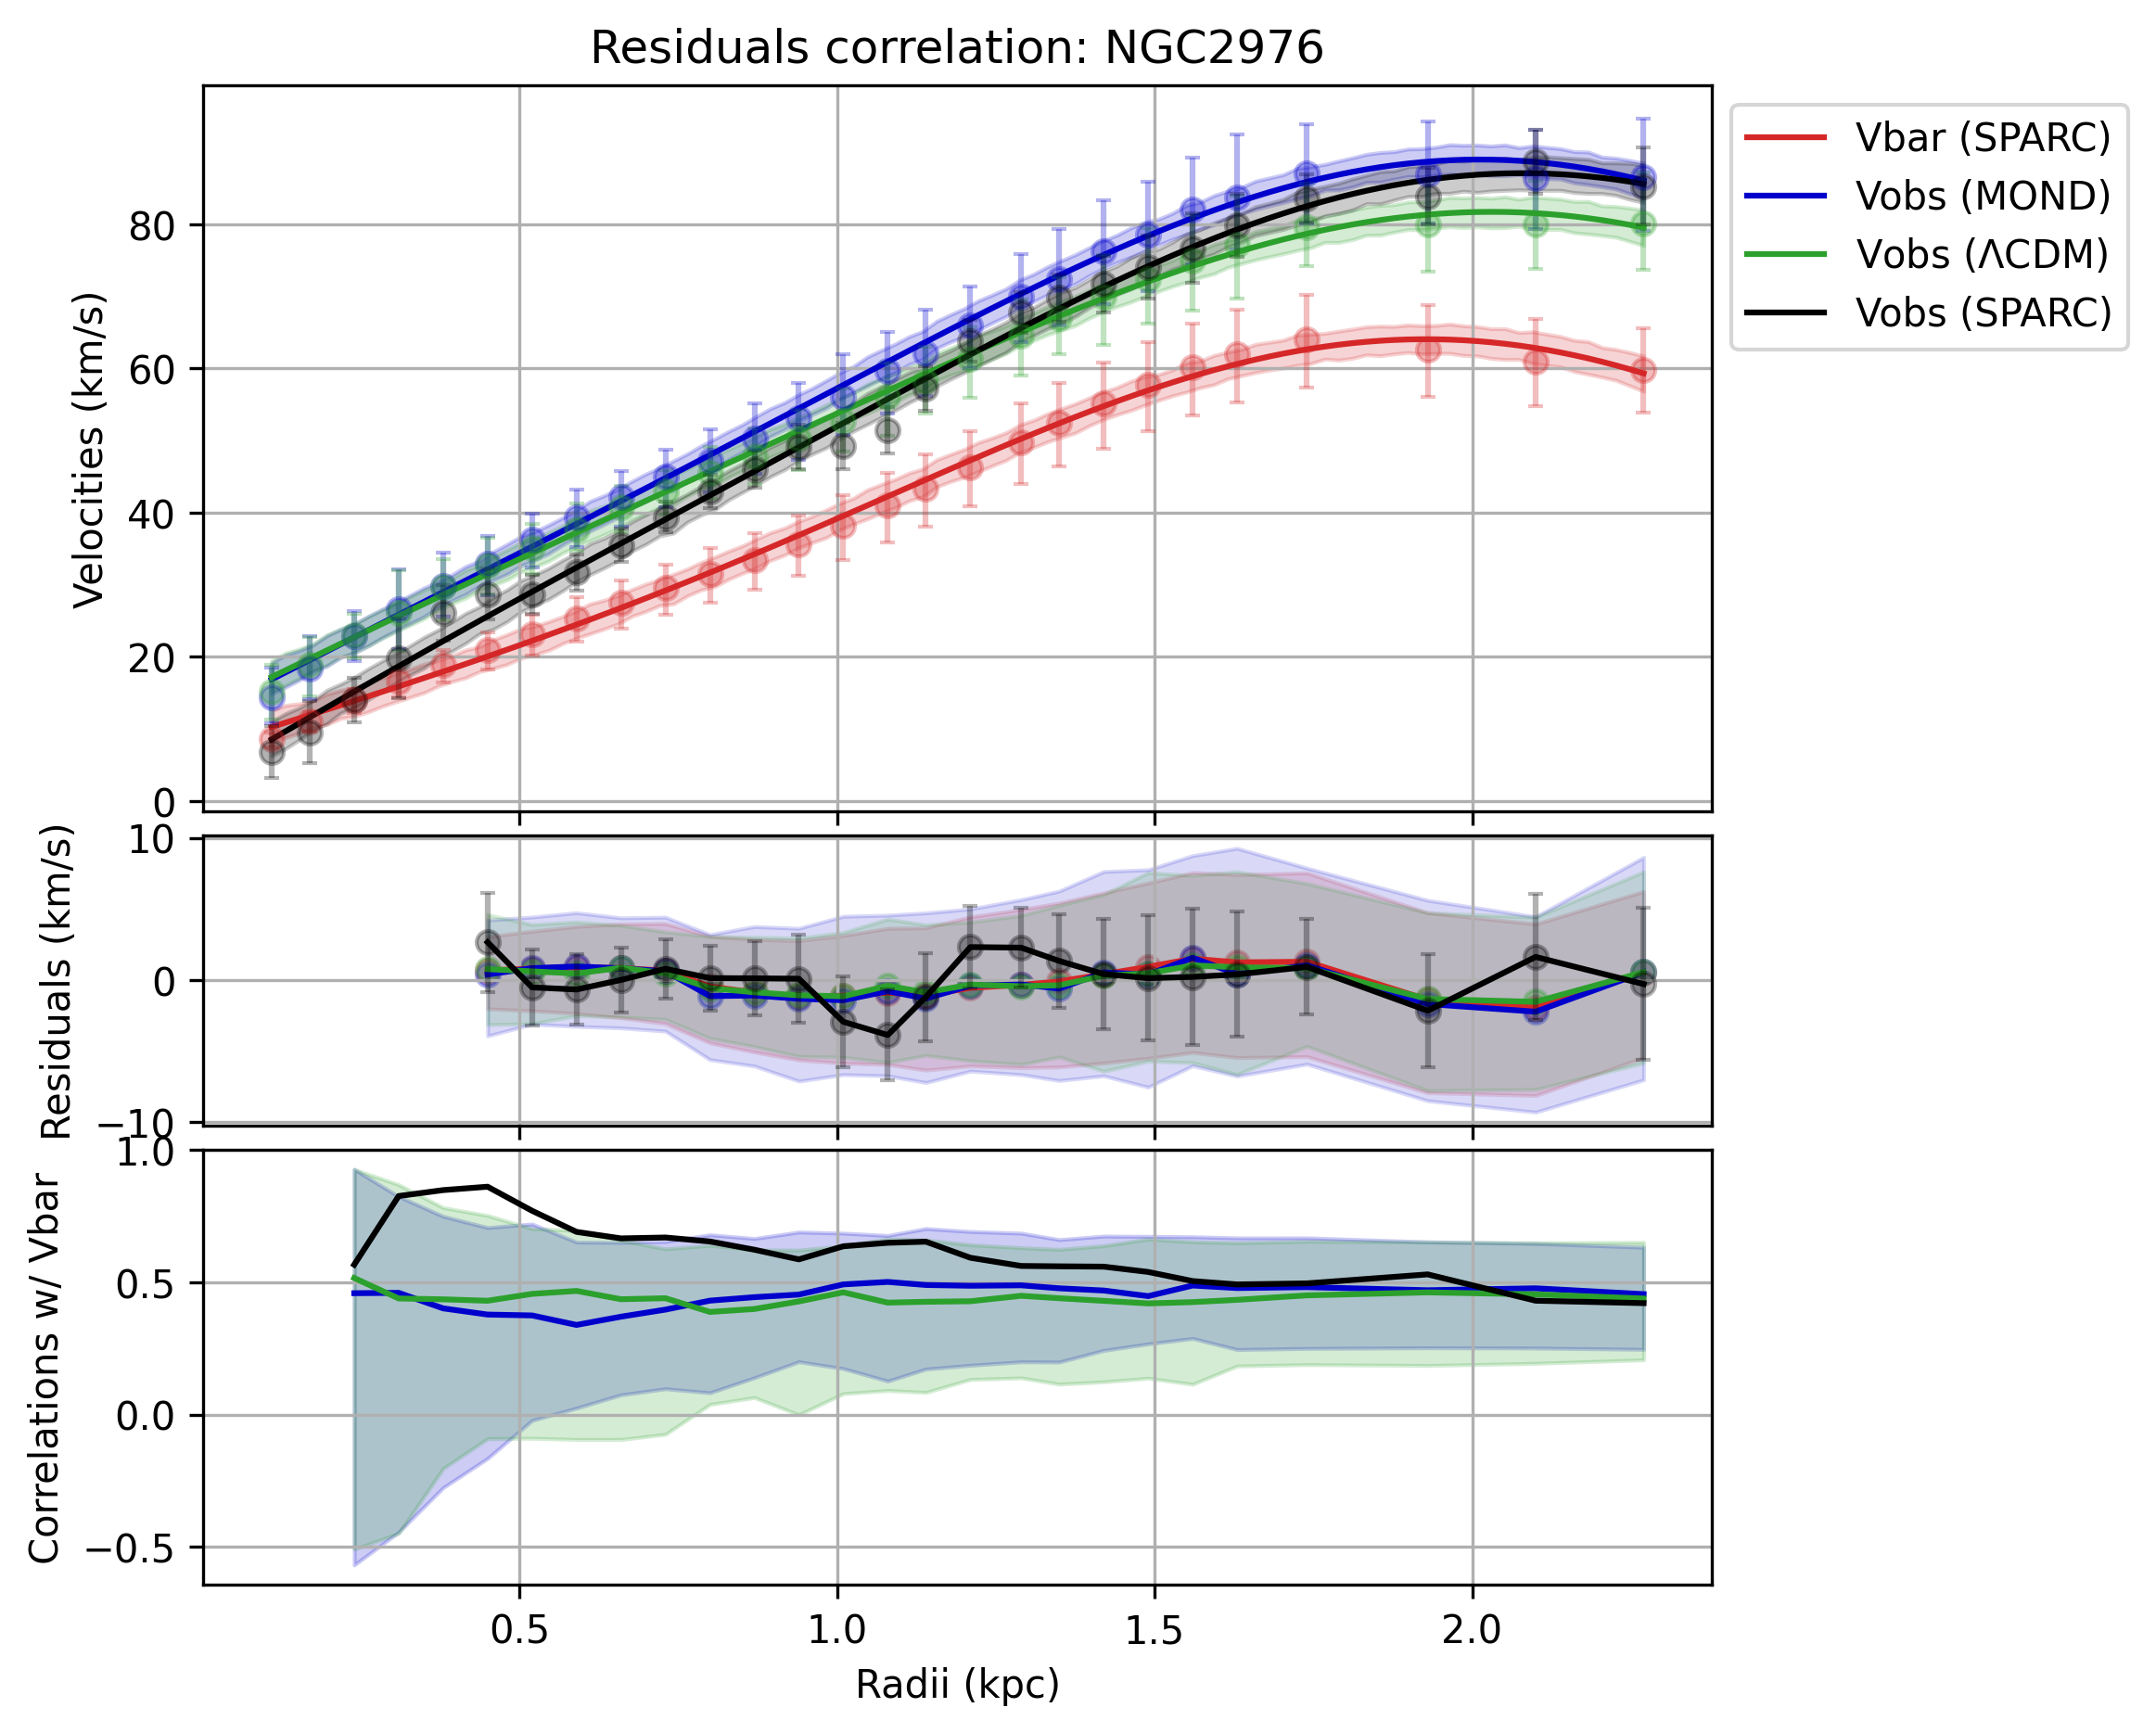 Residuals correlation: NGC2976
Vbar (SPARC)
Vobs (MOND)
Vobs (ΛCDM)
Vobs (SPARC)
Velocities (km/s)
80
60
40
20
0
Residuals (km/s)
10
0
−10
Correlations w/ Vbar
1.0
0.5
0.0
−0.5
0.5 1.0 1.5 2.0
Radii (kpc)